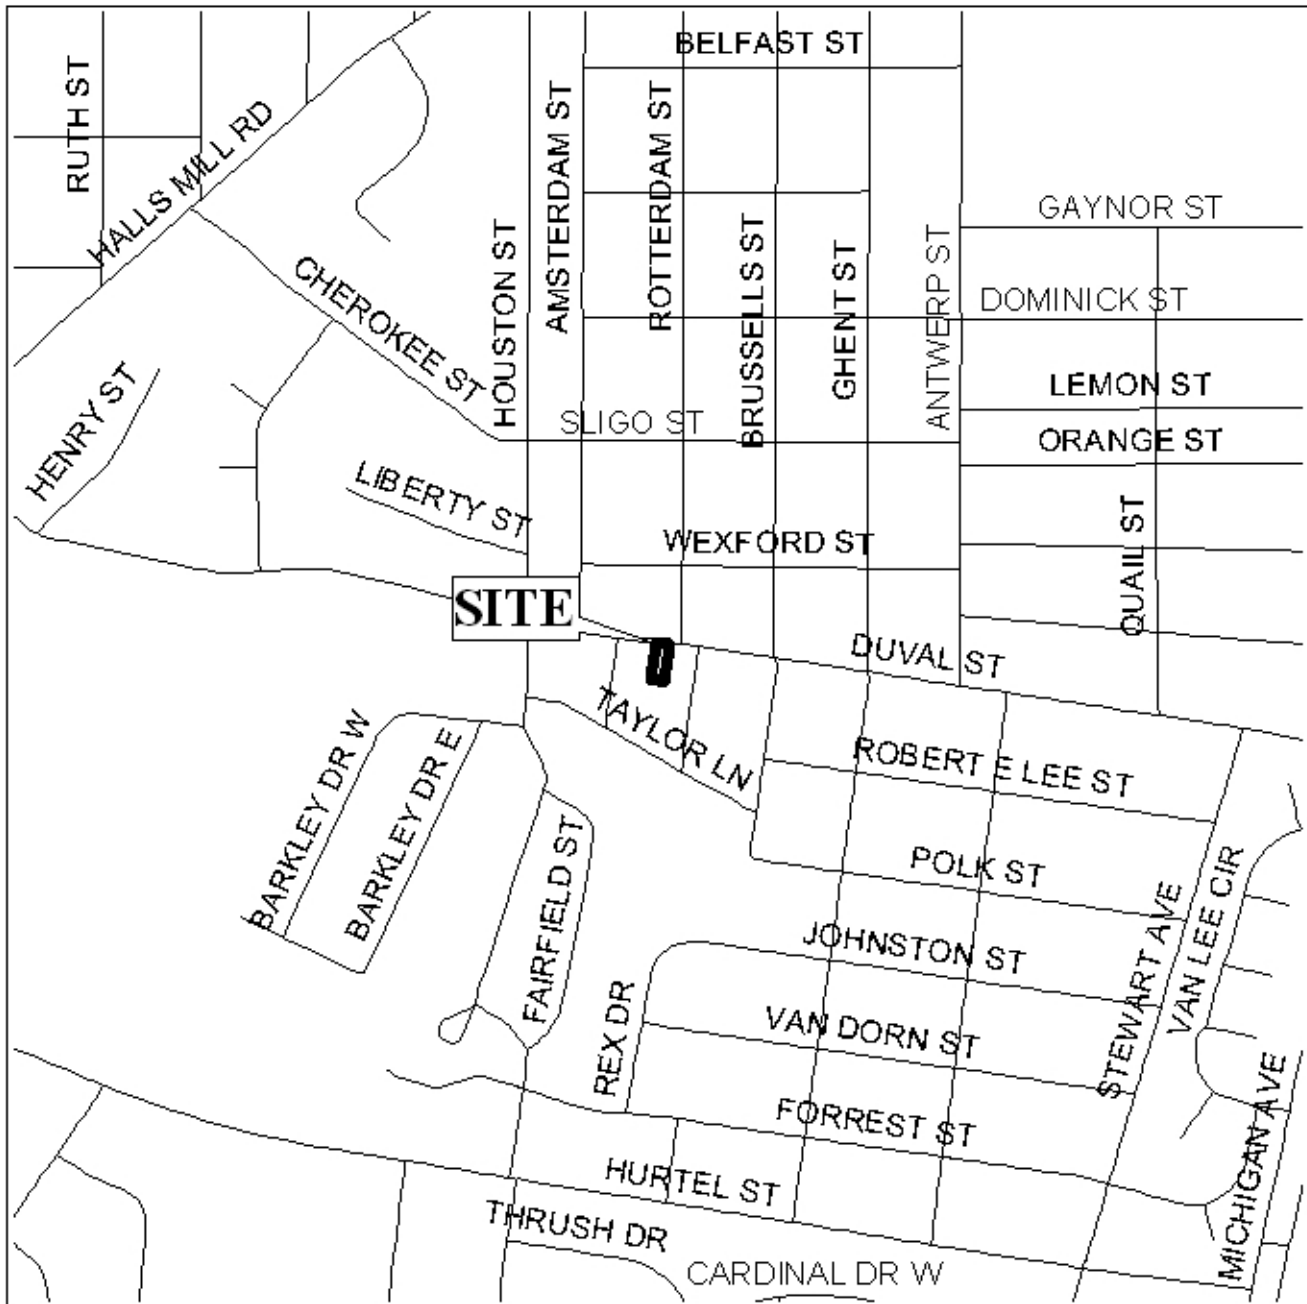 BELFAST ST
RUTH ST
HALLS MILL RD
AMSTERDAM ST
ROTTERDAM ST
GAYNOR ST
HOUSTON ST
BRUSSELLS ST
GHENT ST
ANTWERP ST
CHEROKEE ST
DOMINICK ST
HENRY ST
LEMON ST
SLIGO ST
ORANGE ST
LIBERTY ST
WEXFORD ST
QUAIL ST
SITE
DUVAL ST
TAYLOR LN
BARKLEY DR W
BARKLEY DR E
ROBERT E LEE ST
FAIRFIELD ST
POLK ST
STEWART AVE
VAN LEE CIR
JOHNSTON ST
REX DR
VAN DORN ST
FORREST ST
MICHIGAN AVE
HURTEL ST
THRUSH DR
CARDINAL DR W